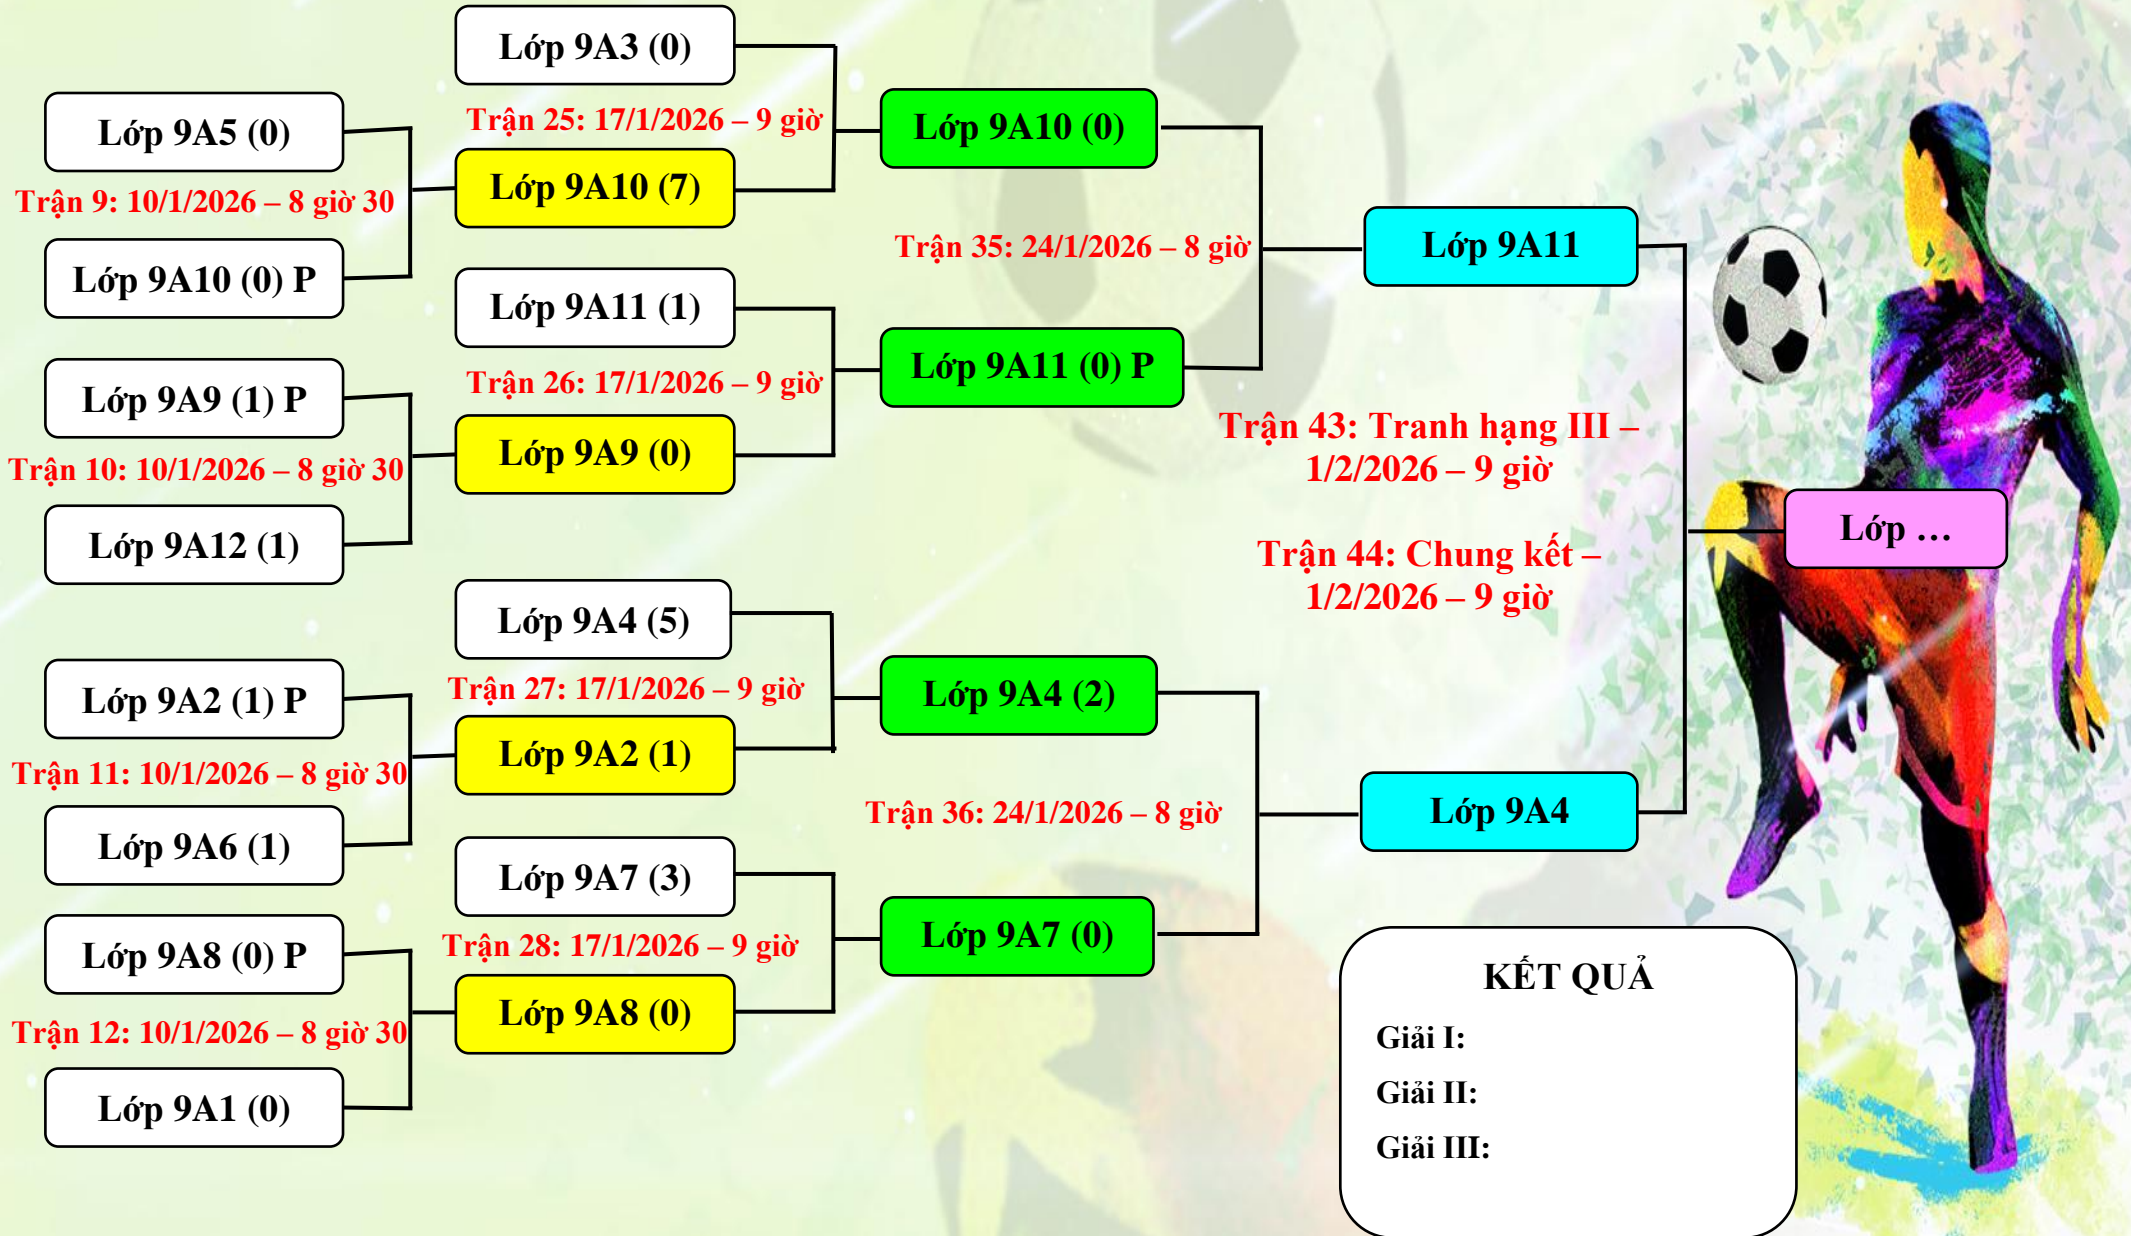 Lớp 9A5 (0)
Trận 9: 10/1/2026 – 8 giờ 30
Lớp 9A10 (0) P
Lớp 9A9 (1) P
Trận 10: 10/1/2026 – 8 giờ 30
Lớp 9A12 (1)
Lớp 9A2 (1) P
Trận 11: 10/1/2026 – 8 giờ 30
Lớp 9A6 (1)
Lớp 9A8 (0) P
Trận 12: 10/1/2026 – 8 giờ 30
Lớp 9A1 (0)
Lớp 9A3 (0)
Trận 25: 17/1/2026 – 9 giờ
Lớp 9A10 (7)
Lớp 9A11 (1)
Trận 26: 17/1/2026 – 9 giờ
Lớp 9A9 (0)
Lớp 9A4 (5)
Trận 27: 17/1/2026 – 9 giờ
Lớp 9A2 (1)
Lớp 9A7 (3)
Trận 28: 17/1/2026 – 9 giờ
Lớp 9A8 (0)
Lớp 9A10 (0)
Trận 35: 24/1/2026 – 8 giờ
Lớp 9A11 (0) P
Lớp 9A4 (2)
Trận 36: 24/1/2026 – 8 giờ
Lớp 9A7 (0)
Lớp 9A11
Trận 43: Tranh hạng III –
1/2/2026 – 9 giờ
Trận 44: Chung kết –
1/2/2026 – 9 giờ
Lớp 9A4
Lớp …
KẾT QUẢ
Giải I:
Giải II:
Giải III: